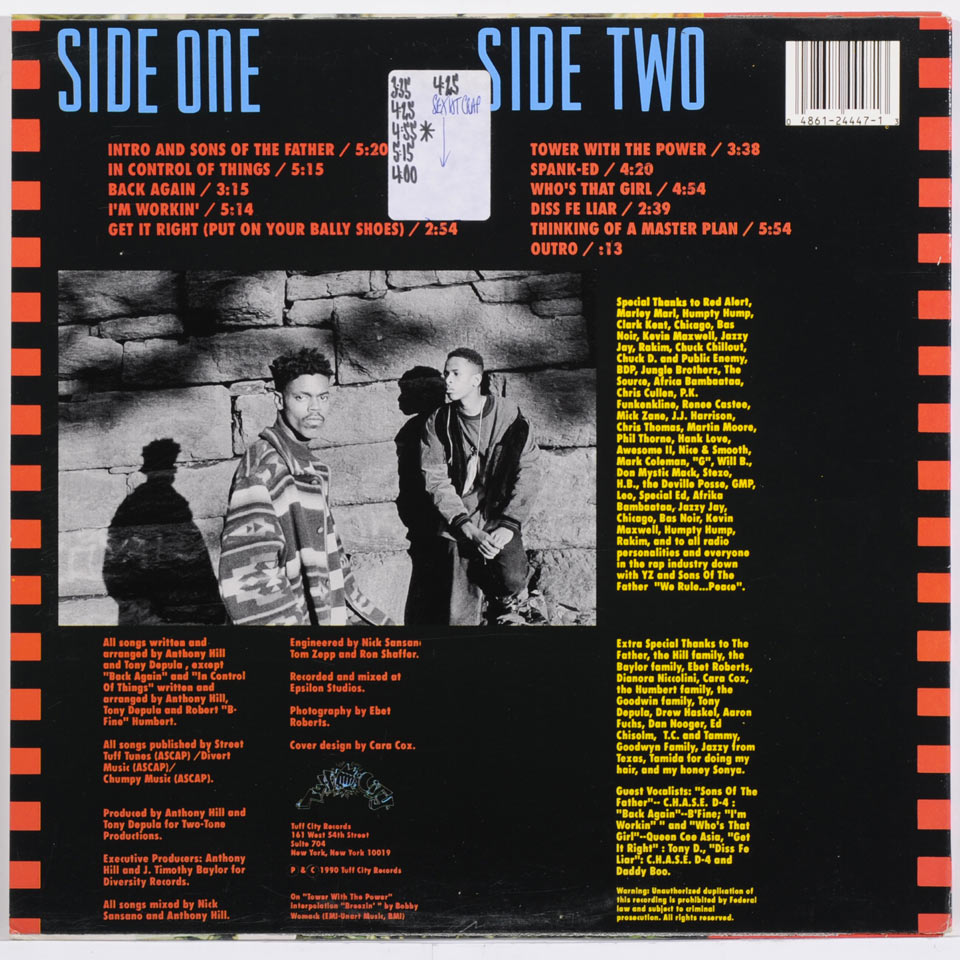 SIDE ONE
INTRO AND SONS OF THE FATHER / 5:20
IN CONTROL OF THINGS / 5:15
BACK AGAIN / 3:15
I'M WORKIN' / 5:14
GET IT RIGHT (PUT ON YOUR BALLY SHOES) / 2:54
3:35
4:25
4:55 *
5:15
4:00
4:25
SIDE TWO
TOWER WITH THE POWER / 3:38
SPANK-ED / 4:20
WHO'S THAT GIRL / 4:54
DISS FE LIAR / 2:39
THINKING OF A MASTER PLAN / 5:54
OUTRO / :13
0 4861-24447-1 3
Special Thanks to Red Alert,
Marley Marl, Humpty Hump,
Clark Kent, Chicago, Bas
Noir, Kevin Maxwell, Jazzy
Jay, Rakim, Chuck Chillout,
Chuck D. and Public Enemy,
BDP, Jungle Brothers, The
Source, Africa Bambaataa,
Chris Cullen, P.K.
Funkenkline, Renee Castee,
Mick Zane, J.J. Harrison,
Chris Thomas, Martin Moore,
Phil Thorne, Hank Love,
Awesome II, Nice & Smooth,
Mark Coleman, "G", Will B.,
Don Mystic Mack, Stezo,
H.B., the Deville Posse, GMP,
Leo, Special Ed, Afrika
Bambaataa, Jazzy Jay,
Chicago, Bas Noir, Kevin
Maxwell, Humpty Hump,
Rakim, and to all radio
personalities and everyone
in the rap industry down
with YZ and Sons Of The
Father "We Rule...Peace".
All songs written and
arranged by Anthony Hill
and Tony Depula , except
"Back Again" and "In Control
Of Things" written and
arranged by Anthony Hill,
Tony Depula and Robert "B-
Fine" Humbert.
All songs published by Street
Tuff Tunes (ASCAP) /Divert
Music (ASCAP)/
Chumpy Music (ASCAP).
Produced by Anthony Hill and
Tony Depula for Two-Tone
Productions.
Executive Producers: Anthony
Hill and J. Timothy Baylor for
Diversity Records.
All songs mixed by Nick
Sansano and Anthony Hill.
Engineered by Nick Sansano
Tom Zepp and Ron Shaffer.
Recorded and mixed at
Epsilon Studios.
Photography by Ebet
Roberts.
Cover design by Cara Cox.
Tuff City
Tuff City Records
161 West 54th Street
Suite 704
New York, New York 10019
P & C 1990 Tuff City Records
On "Tower With The Power"
Interpolation "Breezin' " by Bobby
Womack (EMI-Unart Music, BMI)
Extra Special Thanks to The
Father, the Hill family, the
Baylor family, Ebet Roberts,
Dianora Niccolini, Cara Cox,
the Humbert family, the
Goodwin family, Tony
Depula, Drew Haskel, Aaron
Fuchs, Dan Nooger, Ed
Chisolm, T.C. and Tammy,
Goodwyn Family, Jazzy from
Texas, Tamida for doing my
hair, and my honey Sonya.
Guest Vocalists: "Sons Of The
Father"-- C.H.A.S.E. D-4 :
"Back Again"--B'Fine; "I'm
Workin' " and "Who's That
Girl"--Queen Cee Asia, "Get
It Right" : Tony D., "Diss Fe
Liar": C.H.A.S.E. D-4 and
Daddy Boo.
Warning: Unauthorized duplication of
this recording is prohibited by Federal
law and subject to criminal
prosecution. All rights reserved.